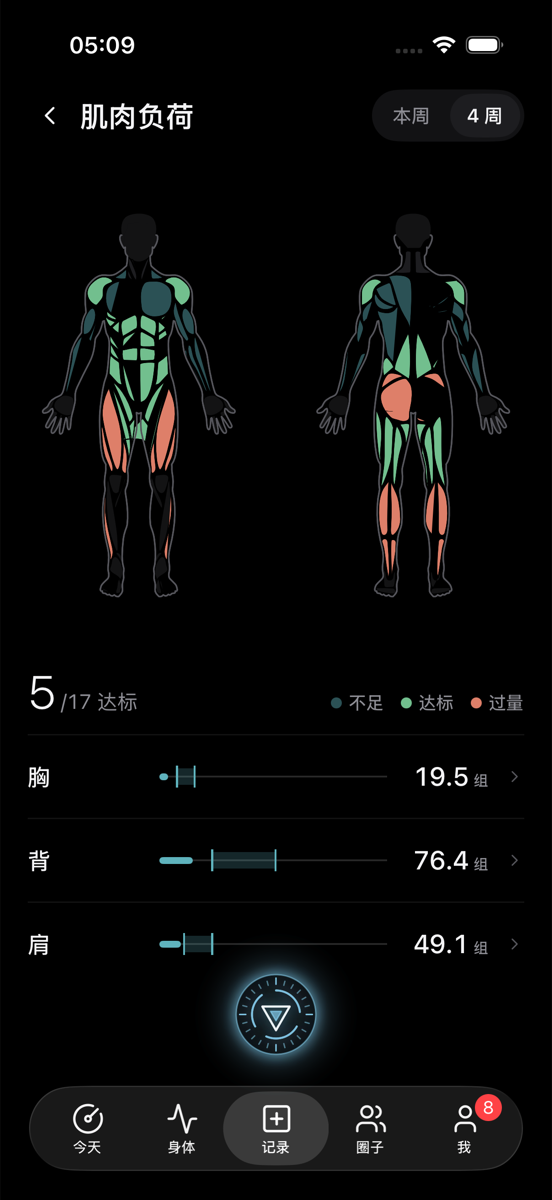 05:09
肌肉负荷
本周 4 周
5/17 达标
不足 达标 过量
胸 19.5 组
背 76.4 组
肩 49.1 组
8
今天 身体 记录 圈子 我